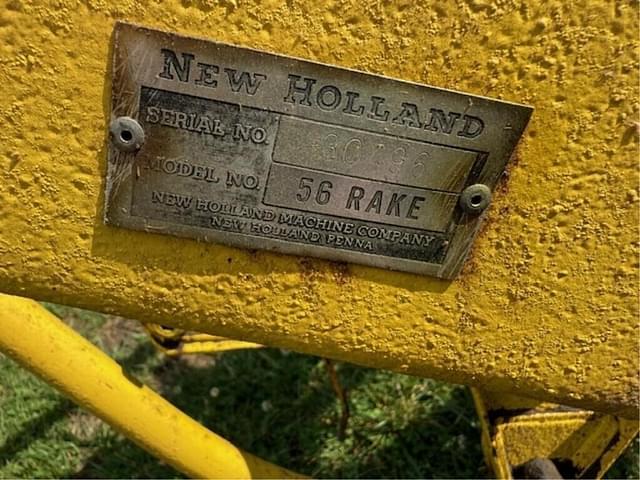 NEW HOLLAND
SERIAL NO.
MODEL NO. 56 RAKE
NEW HOLLAND MACHINE COMPANY
NEW HOLLAND PENNA